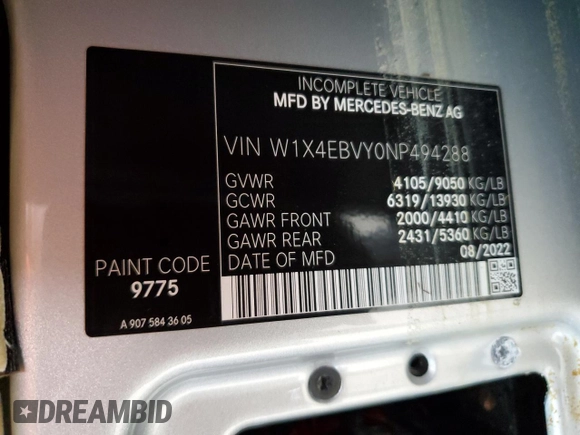 INCOMPLETE VEHICLE
MFD BY MERCEDES-BENZ AG
VIN W1X4EBVY0NP494288
GVWR 4105/9050 KG/LB
GCWR 6319/13930 KG/LB
GAWR FRONT 2000/4410 KG/LB
GAWR REAR 2431/5360 KG/LB
DATE OF MFD 08/2022
PAINT CODE
9775
A 907 584 36 05
DREAMBID